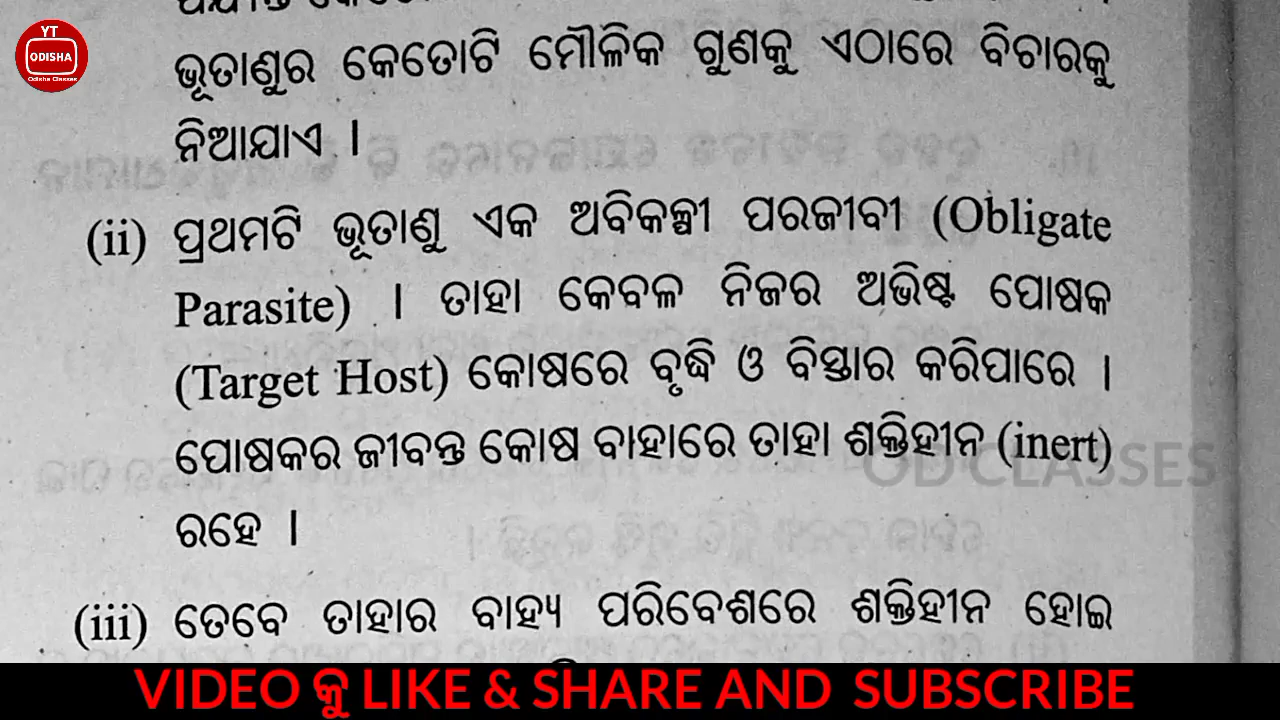 YT
ODISHA
Odisha Classes
ଭୂତାଣୁର କେତୋଟି ମୌଳିକ ଗୁଣକୁ ଏଠାରେ ବିଚାରକୁ
ନିଆଯାଏ ।
(ii) ପ୍ରଥମଟି ଭୂତାଣୁ ଏକ ଅବିକଳ୍ପୀ ପରଜୀବୀ (Obligate
Parasite) । ତାହା କେବଳ ନିଜର ଅଭିଷ୍ଟ ପୋଷକ
(Target Host) କୋଷରେ ବୃଦ୍ଧି ଓ ବିସ୍ତାର କରିପାରେ ।
ପୋଷକର ଜୀବନ୍ତ କୋଷ ବାହାରେ ତାହା ଶକ୍ତିହୀନ (inert)
OD CLASSES
ରହେ ।
(iii) ତେବେ ତାହାର ବାହ୍ୟ ପରିବେଶରେ ଶକ୍ତିହୀନ ହୋଇ
VIDEO କୁ LIKE & SHARE AND SUBSCRIBE